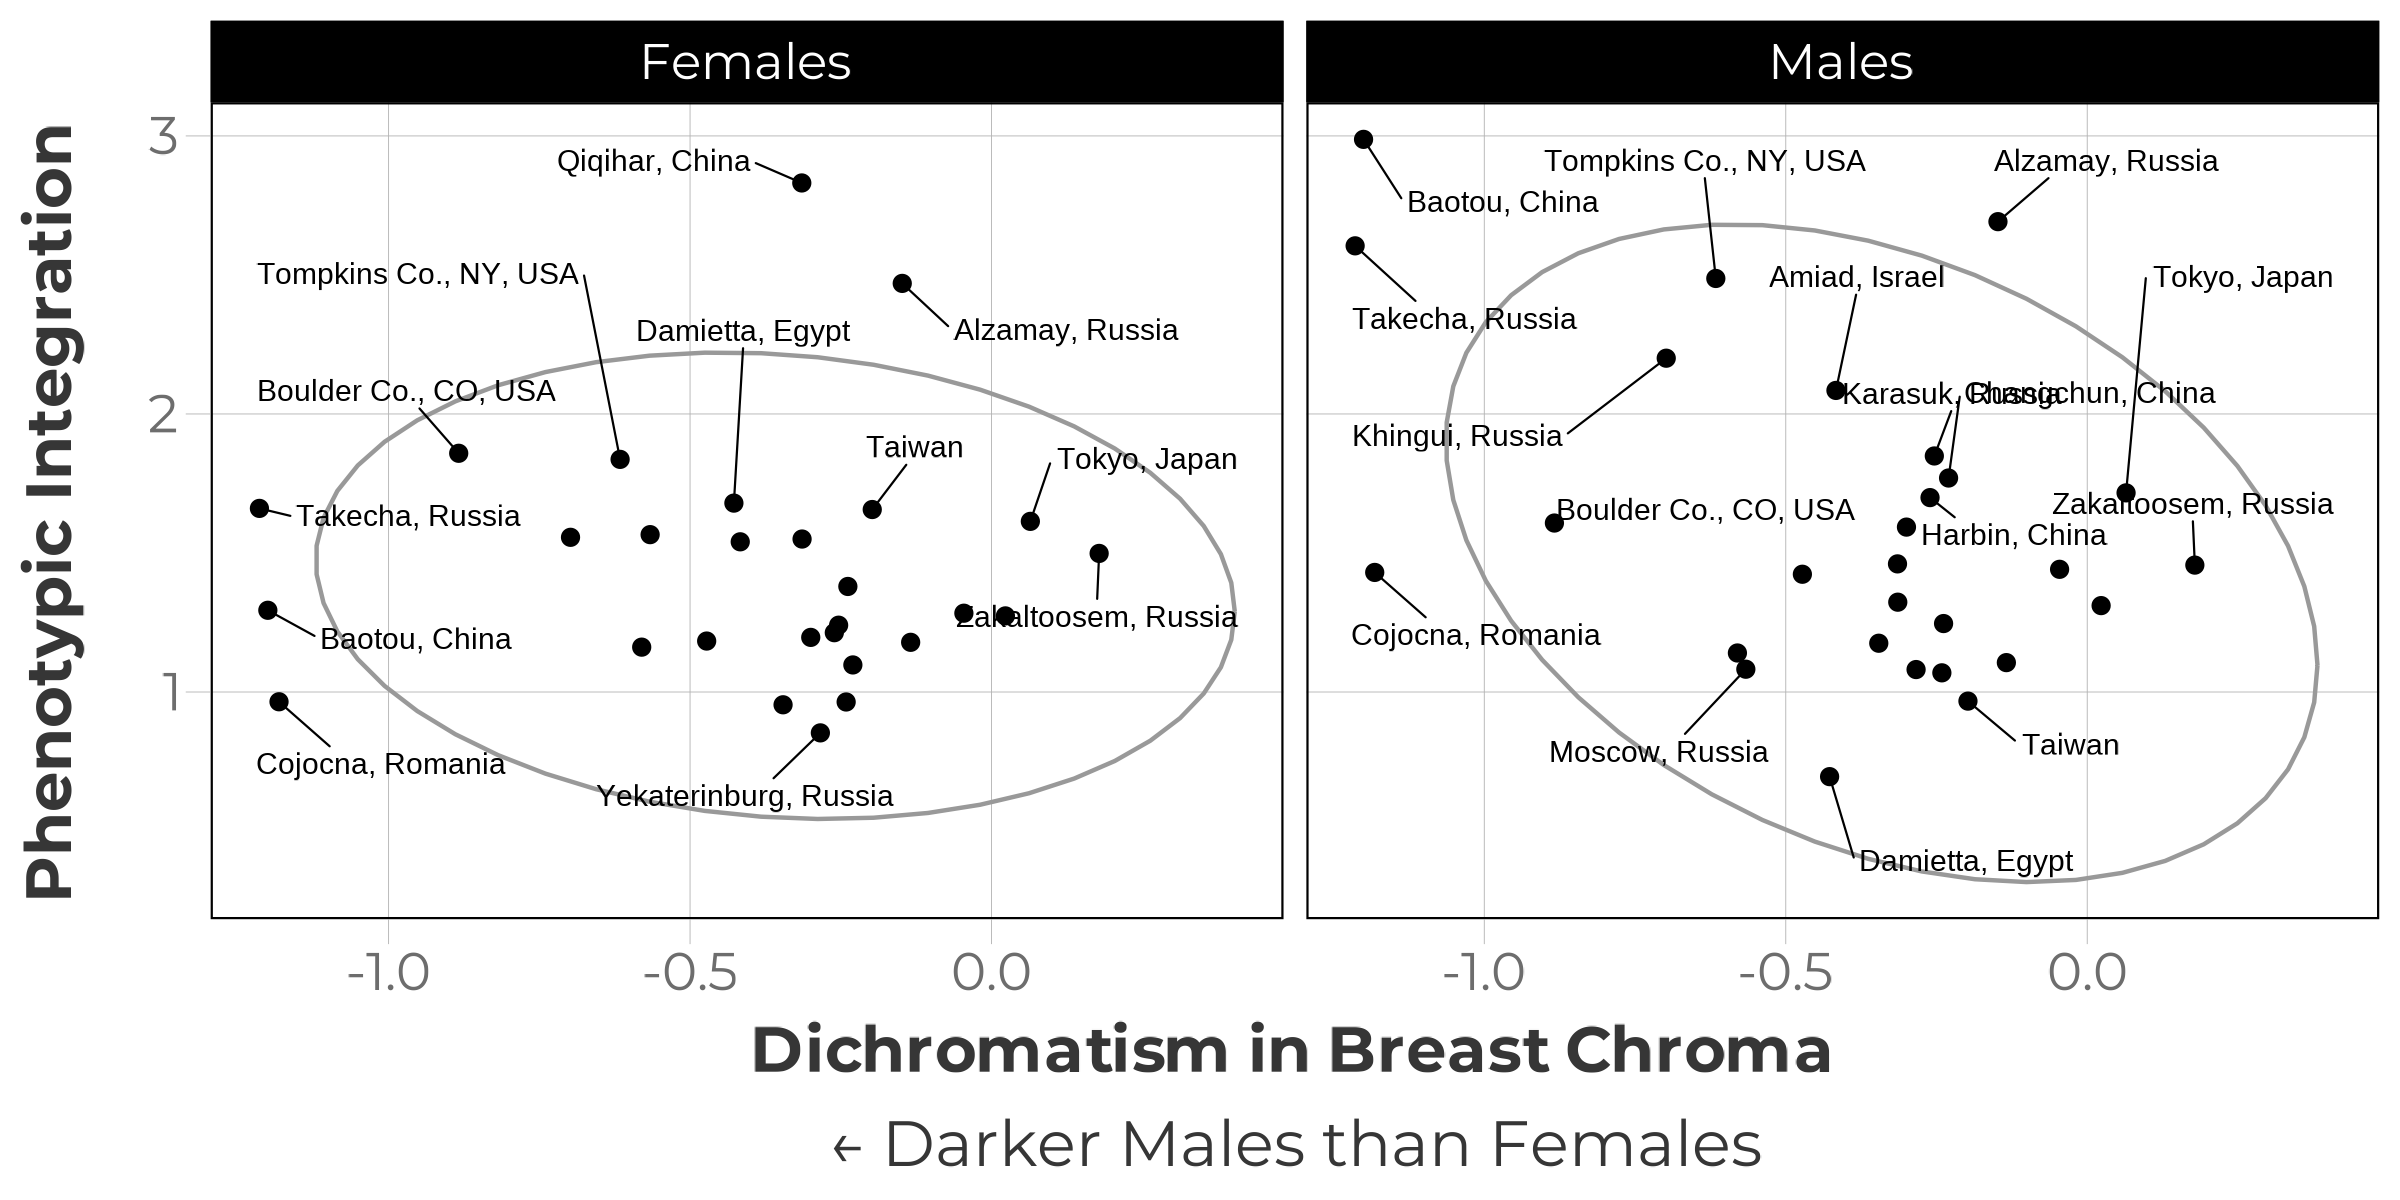 Females
Males
Phenotypic Integration
3
2
1
Qiqihar, China
Tompkins Co., NY, USA
Damietta, Egypt
Alzamay, Russia
Boulder Co., CO, USA
Taiwan
Tokyo, Japan
Takecha, Russia
Zakaltoosem, Russia
Baotou, China
Cojocna, Romania
Yekaterinburg, Russia
Tompkins Co., NY, USA
Alzamay, Russia
Baotou, China
Amiad, Israel
Tokyo, Japan
Takecha, Russia
Karasuk, Russia
Changchun, China
Khingui, Russia
Boulder Co., CO, USA
Zakaltoosem, Russia
Harbin, China
Cojocna, Romania
Moscow, Russia
Taiwan
Damietta, Egypt
-1.0
-0.5
0.0
-1.0
-0.5
0.0
Dichromatism in Breast Chroma
← Darker Males than Females